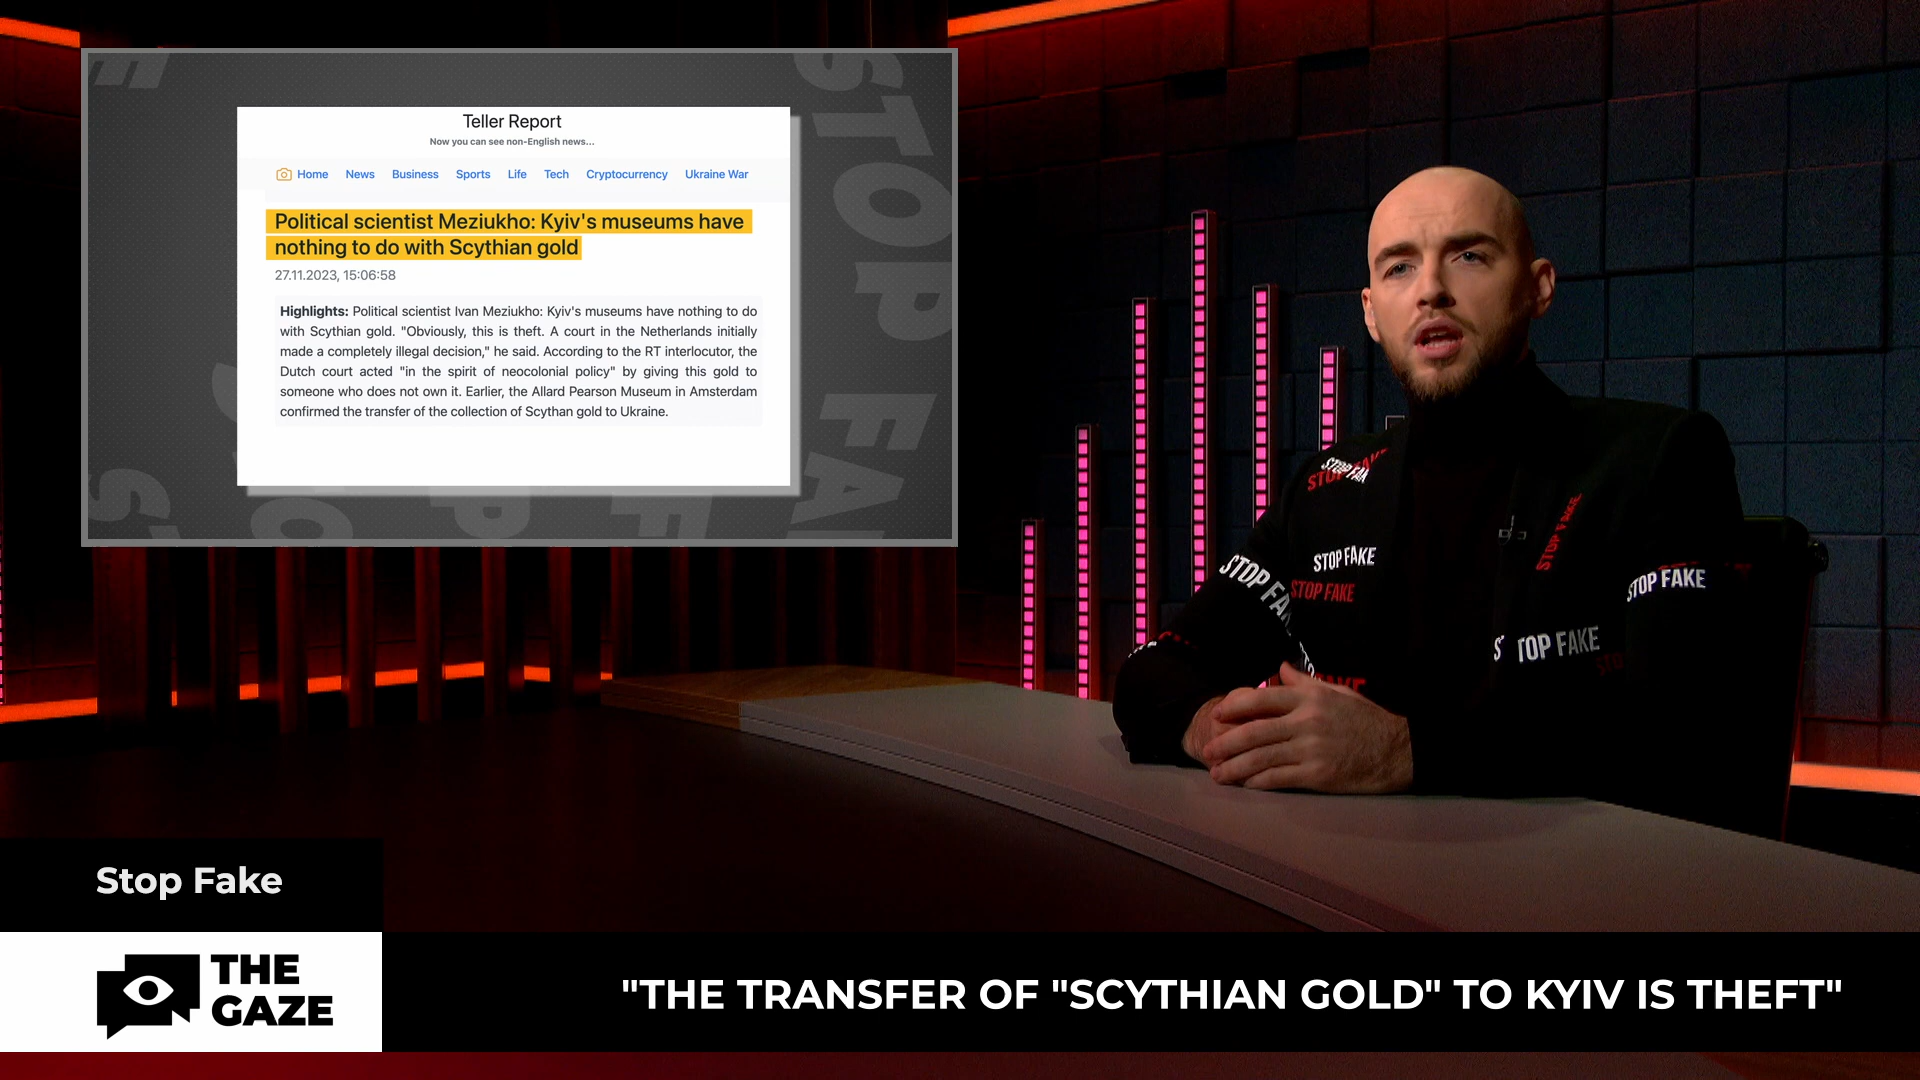 Teller Report
Now you can see non-English news...
Home News Business Sports Life Tech Cryptocurrency Ukraine War
Political scientist Meziukho: Kyiv's museums have
nothing to do with Scythian gold
27.11.2023, 15:06:58
Highlights: Political scientist Ivan Meziukho: Kyiv's museums have nothing to do
with Scythian gold. "Obviously, this is theft. A court in the Netherlands initially
made a completely illegal decision," he said. According to the RT interlocutor, the
Dutch court acted "in the spirit of neocolonial policy" by giving this gold to
someone who does not own it. Earlier, the Allard Pearson Museum in Amsterdam
confirmed the transfer of the collection of Scythan gold to Ukraine.
STOP
STOP FAKE
STOP FAKE
STOP FAKE
STOP FAKE
STOP FAKE
Stop Fake
THE
GAZE
"THE TRANSFER OF "SCYTHIAN GOLD" TO KYIV IS THEFT"